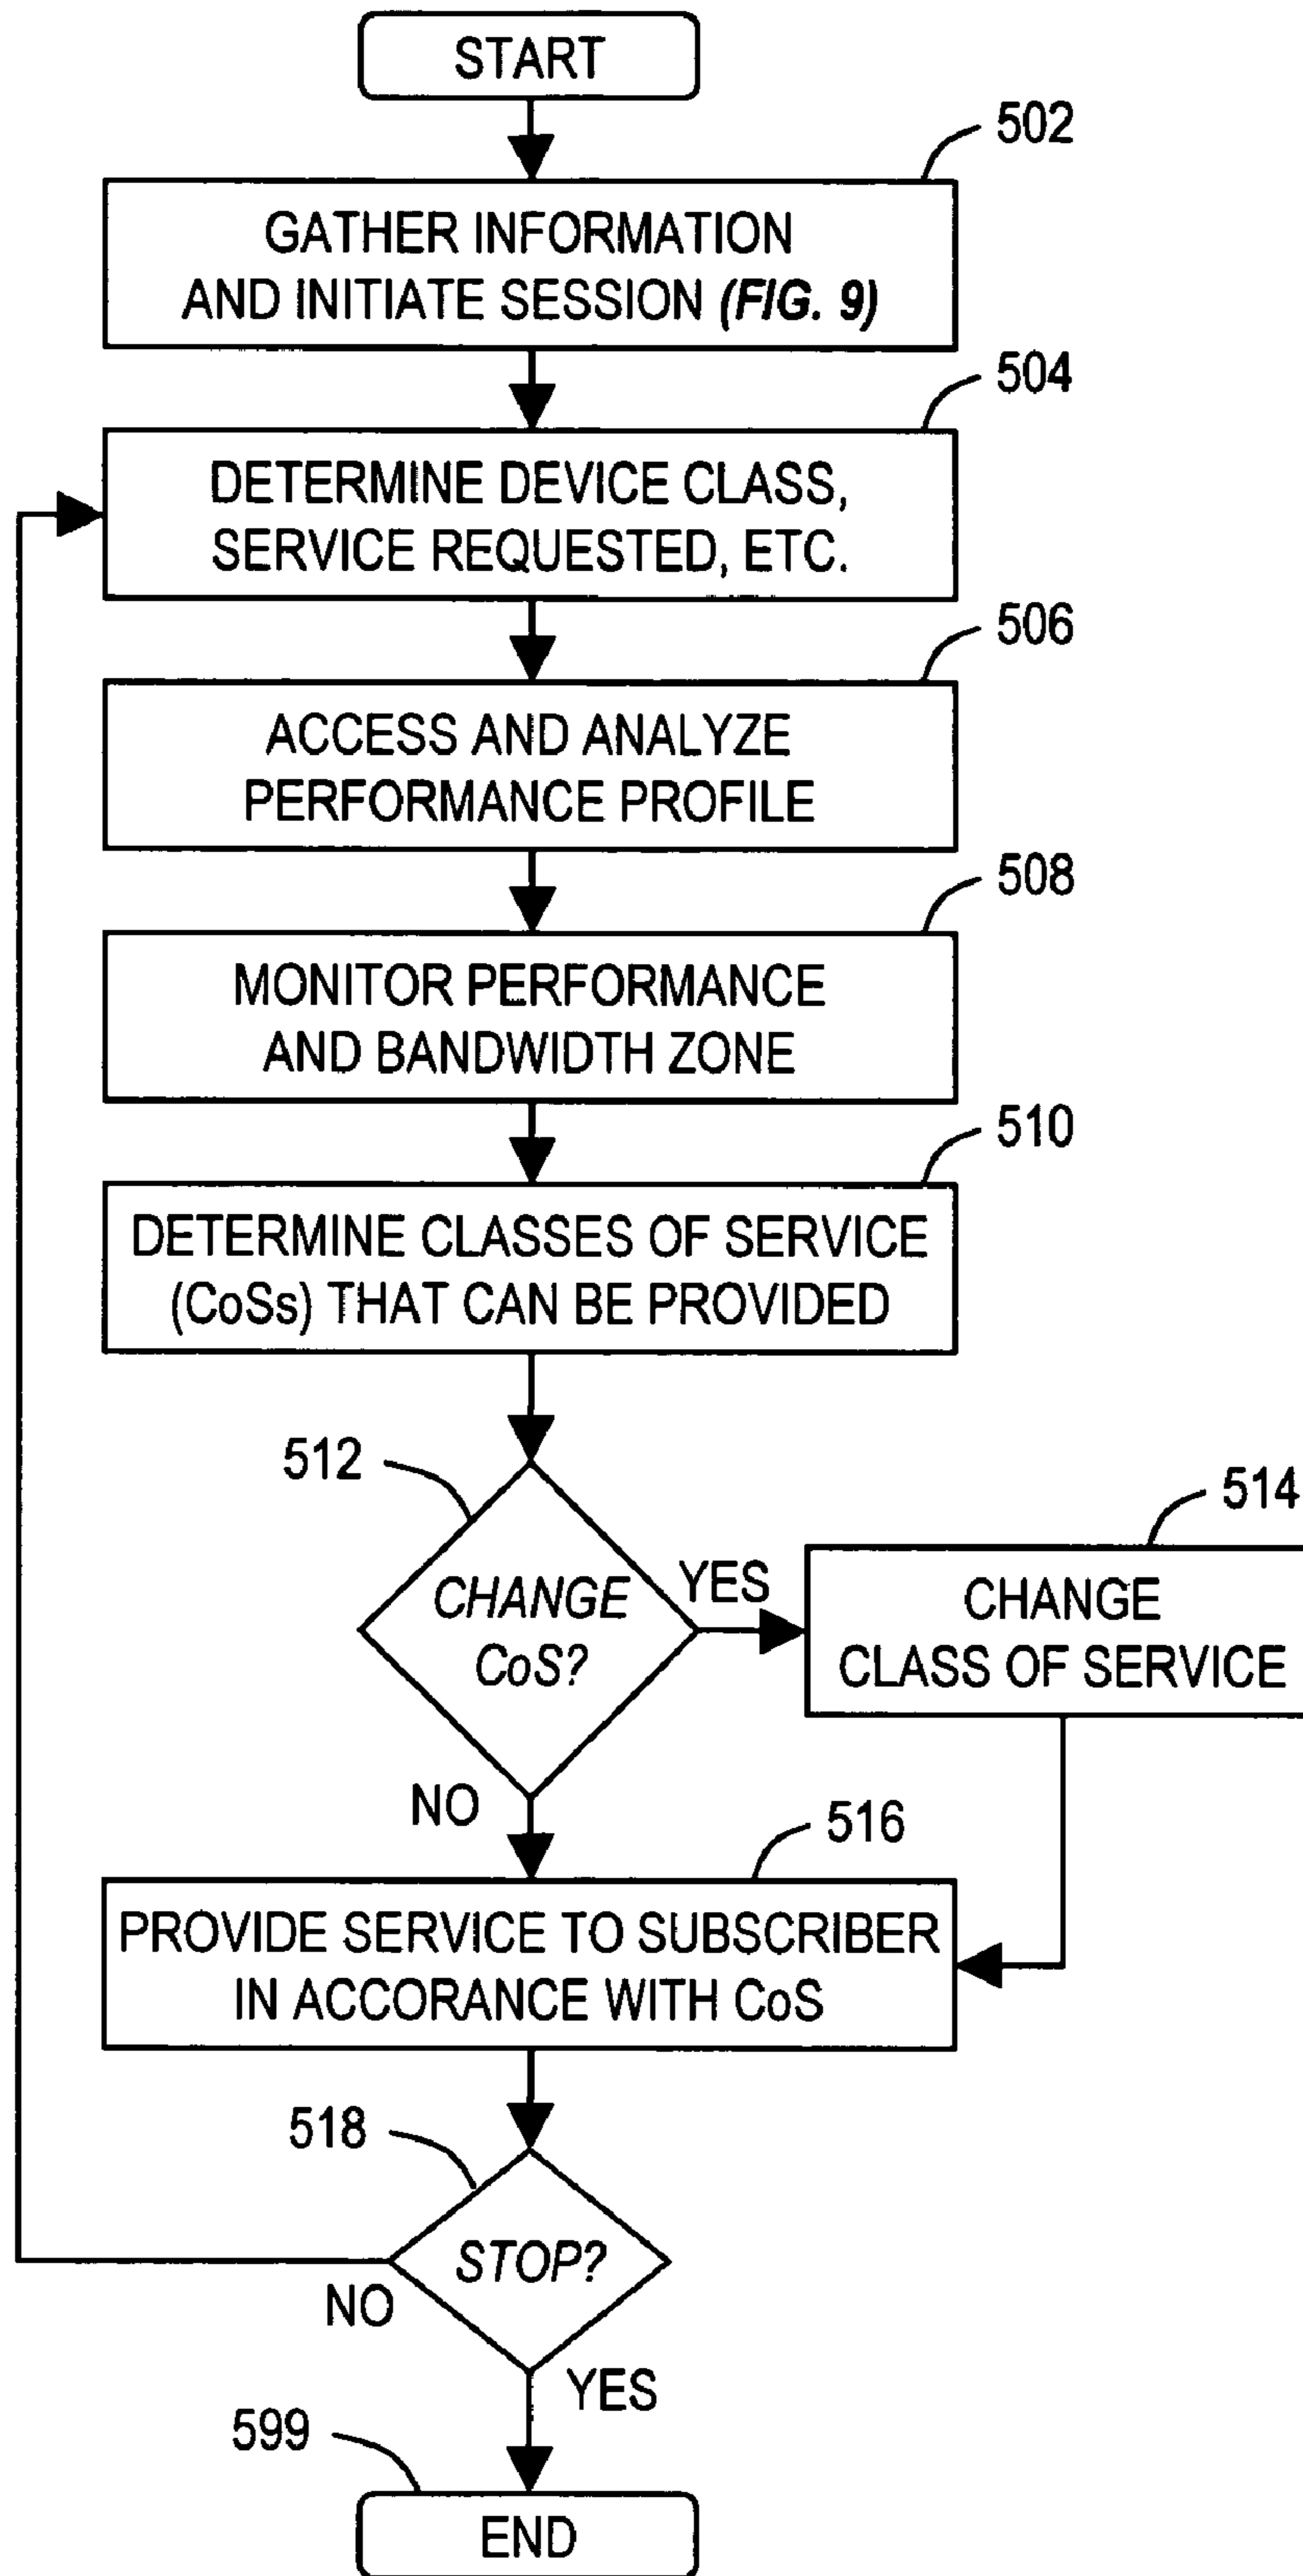 START
502
GATHER INFORMATION
AND INITIATE SESSION (FIG. 9)
504
DETERMINE DEVICE CLASS,
SERVICE REQUESTED, ETC.
506
ACCESS AND ANALYZE
PERFORMANCE PROFILE
508
MONITOR PERFORMANCE
AND BANDWIDTH ZONE
510
DETERMINE CLASSES OF SERVICE
(CoSs) THAT CAN BE PROVIDED
512
CHANGE
CoS?
YES
514
CHANGE
CLASS OF SERVICE
NO
516
PROVIDE SERVICE TO SUBSCRIBER
IN ACCORANCE WITH CoS
518
STOP?
NO
YES
599
END